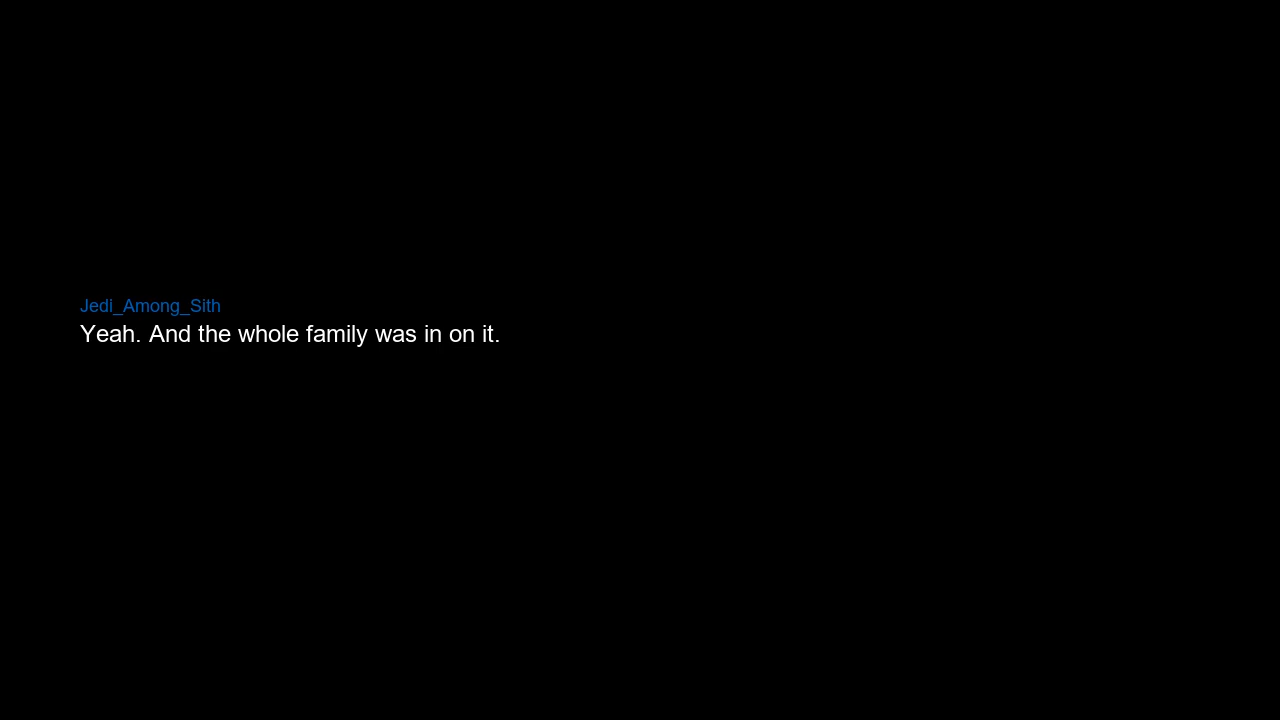 Jedi_Among_Sith
Yeah. And the whole family was in on it.